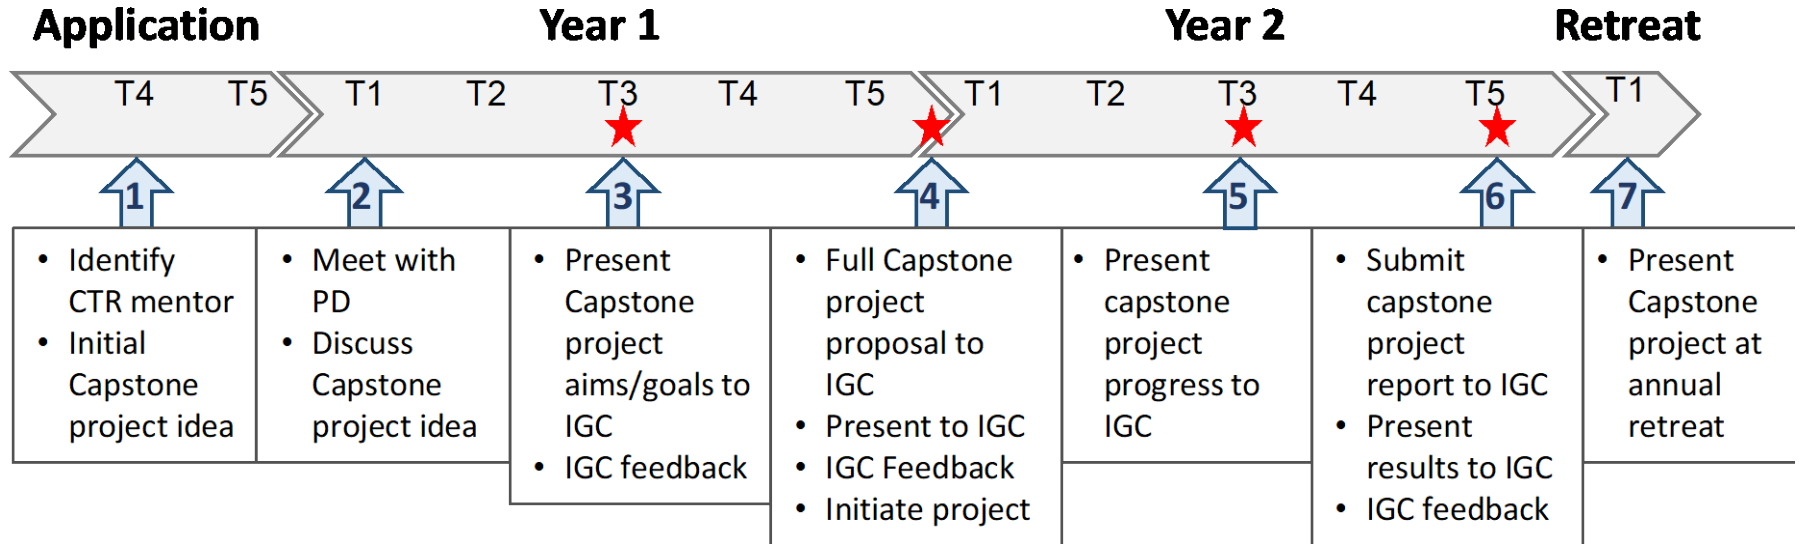 Application Year 1 Year 2 Retreat
T4 T5 T1 T2 T3 T4 T5 T1 T2 T3 T4 T5 T1
1 2 3 4 5 6 7
• Identify
CTR mentor
• Initial
Capstone
project idea
• Meet with
PD
• Discuss
Capstone
project idea
• Present
Capstone
project
aims/goals to
IGC
• IGC feedback
• Full Capstone
project
proposal to
IGC
• Present to IGC
• IGC Feedback
• Initiate project
• Present
capstone
project
progress to
IGC
• Submit
capstone
project
report to IGC
• Present
results to IGC
• IGC feedback
• Present
Capstone
project at
annual
retreat